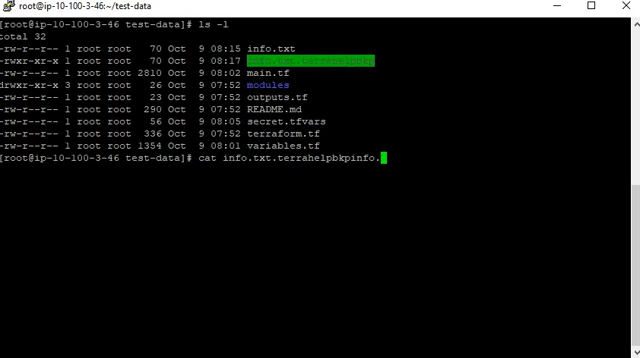 root@ip-10-100-3-46:~/test-data
[root@ip-10-100-3-46 test-data]# ls -l
total 32
-rw-r--r-- 1 root root   70 Oct  9 08:15 info.txt
-rwxr-xr-x 1 root root   70 Oct  9 08:17 info.txt.terrahelpbkp
-rw-r--r-- 1 root root 2810 Oct  9 08:02 main.tf
drwxr-xr-x 3 root root   26 Oct  9 07:52 modules
-rw-r--r-- 1 root root   23 Oct  9 07:52 outputs.tf
-rw-r--r-- 1 root root  290 Oct  9 07:52 README.md
-rw-r--r-- 1 root root   56 Oct  9 08:05 secret.tfvars
-rw-r--r-- 1 root root  336 Oct  9 07:52 terraform.tf
-rw-r--r-- 1 root root 1354 Oct  9 08:01 variables.tf
[root@ip-10-100-3-46 test-data]# cat info.txt.terrahelpbkpinfo.